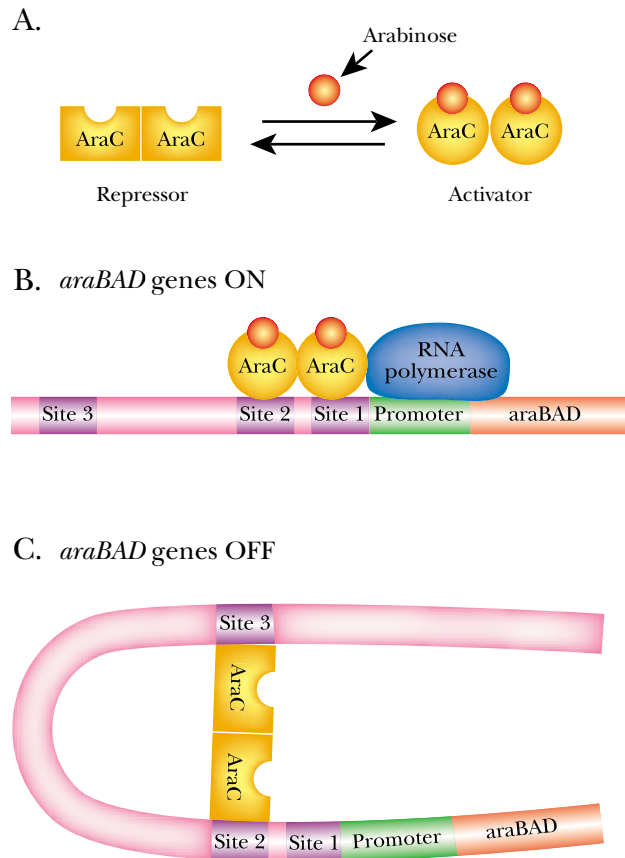 A.
Arabinose
AraC AraC AraC AraC
Repressor Activator
B. araBAD genes ON
AraC AraC RNA polymerase
Site 3 Site 2 Site 1 Promoter araBAD
C. araBAD genes OFF
Site 3
AraC
AraC
Site 2 Site 1 Promoter araBAD